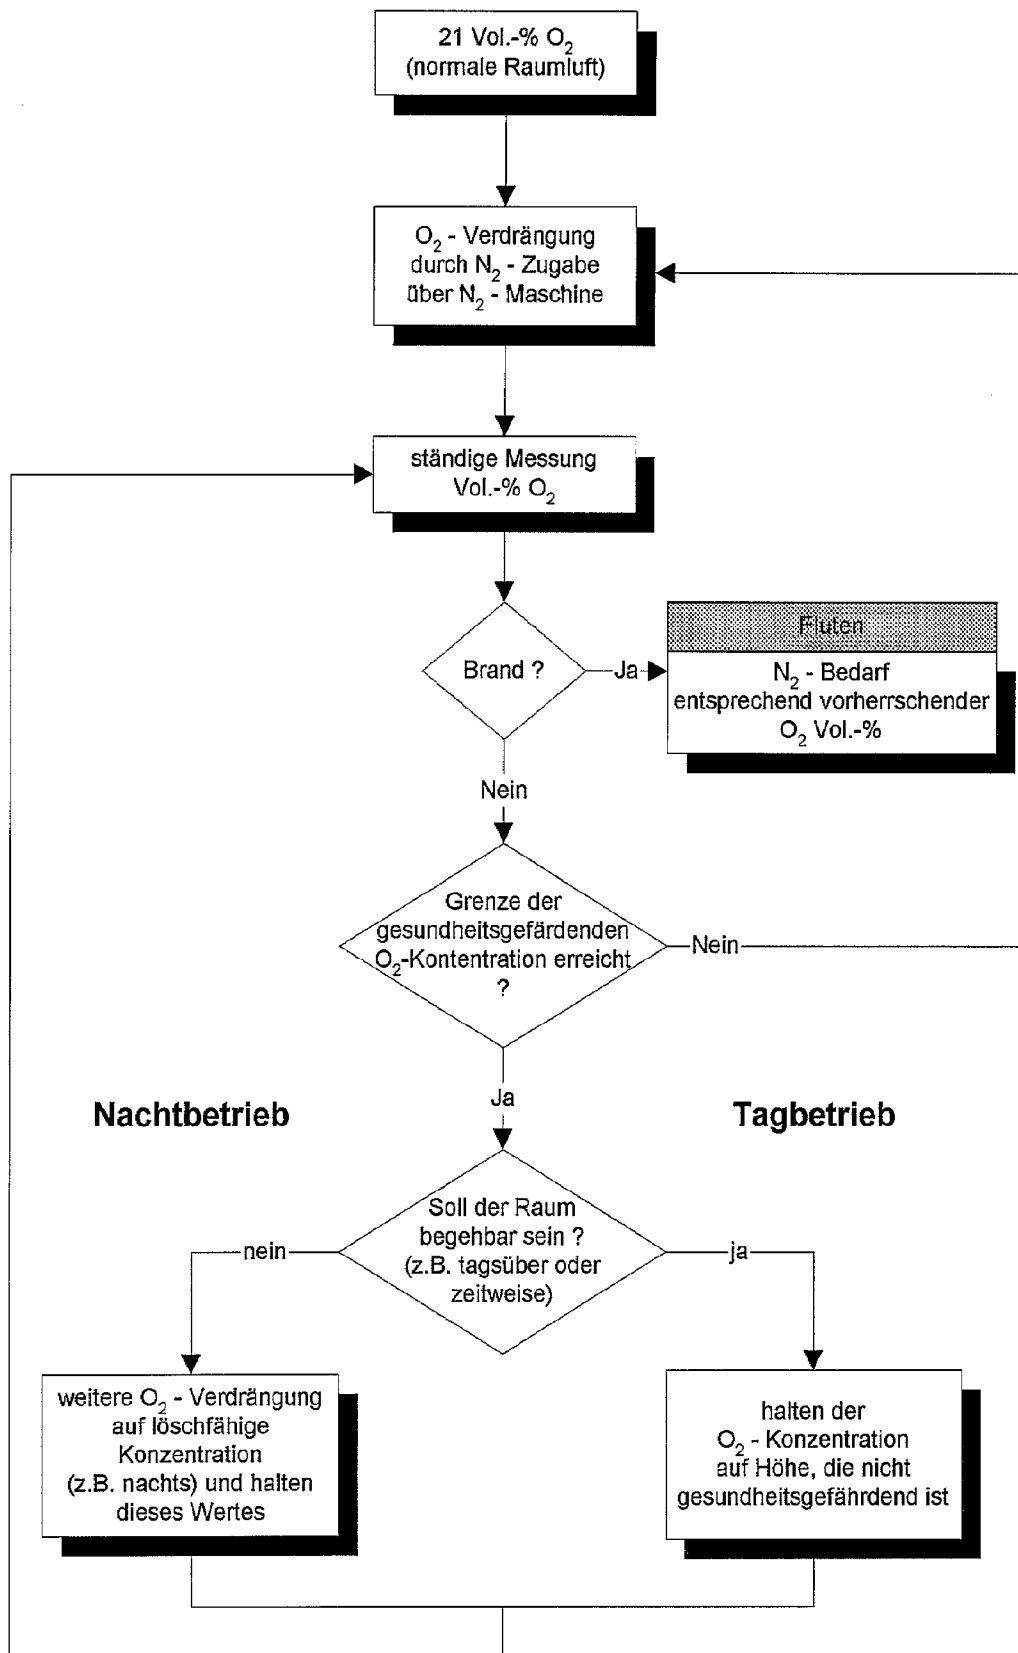 21 Vol.-% O₂
(normale Raumluft)
O₂ - Verdrängung
durch N₂ - Zugabe
über N₂ - Maschine
ständige Messung
Vol.-% O₂
Brand ?
Ja
Fluten
N₂ - Bedarf
entsprechend vorherrschender
O₂ Vol.-%
Nein
Grenze der
gesundheitsgefärdenden
O₂-Kontentration erreicht
?
Nein
Ja
Nachtbetrieb
Tagbetrieb
Soll der Raum
begehbar sein ?
(z.B. tagsüber oder
zeitweise)
nein
ja
weitere O₂ - Verdrängung
auf löschfähige
Konzentration
(z.B. nachts) und halten
dieses Wertes
halten der
O₂ - Konzentration
auf Höhe, die nicht
gesundheitsgefährdend ist